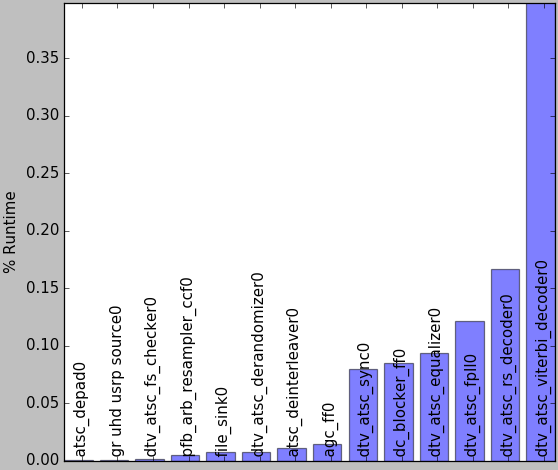 0.35
0.30
0.25
0.20
0.15
0.10
0.05
0.00
% Runtime
atsc_depad0
gr uhd usrp source0
dtv_atsc_fs_checker0
pfb_arb_resampler_ccf0
file_sink0
dtv_atsc_derandomizer0
atsc_deinterleaver0
agc_ff0
dtv_atsc_sync0
dc_blocker_ff0
dtv_atsc_equalizer0
dtv_atsc_fpll0
dtv_atsc_rs_decoder0
dtv_atsc_viterbi_decoder0